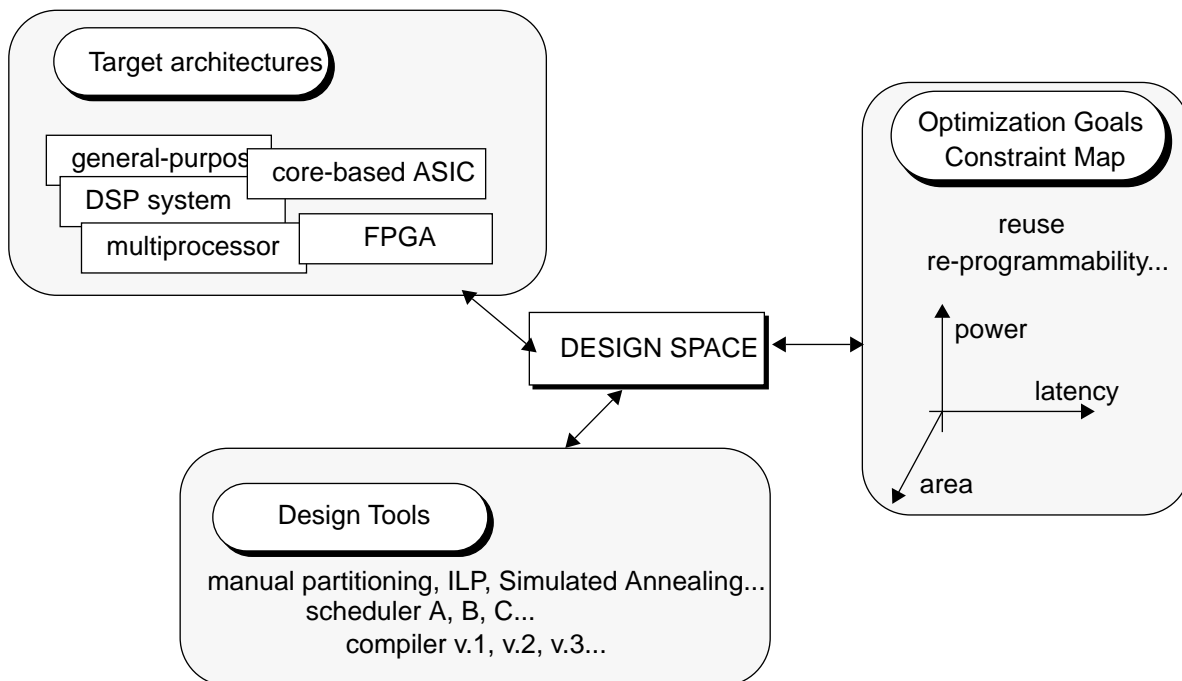 Target architectures
general-purpos
core-based ASIC
DSP system
multiprocessor
FPGA
Optimization Goals
Constraint Map
reuse
re-programmability...
power
latency
area
DESIGN SPACE
Design Tools
manual partitioning, ILP, Simulated Annealing...
scheduler A, B, C...
compiler v.1, v.2, v.3...